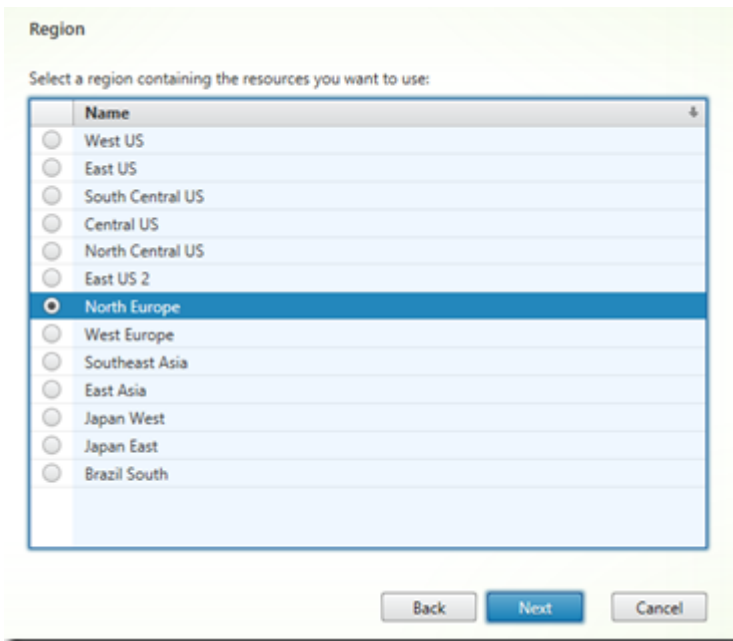 Region
Select a region containing the resources you want to use:
Name
West US
East US
South Central US
Central US
North Central US
East US 2
North Europe
West Europe
Southeast Asia
East Asia
Japan West
Japan East
Brazil South
Back Next Cancel